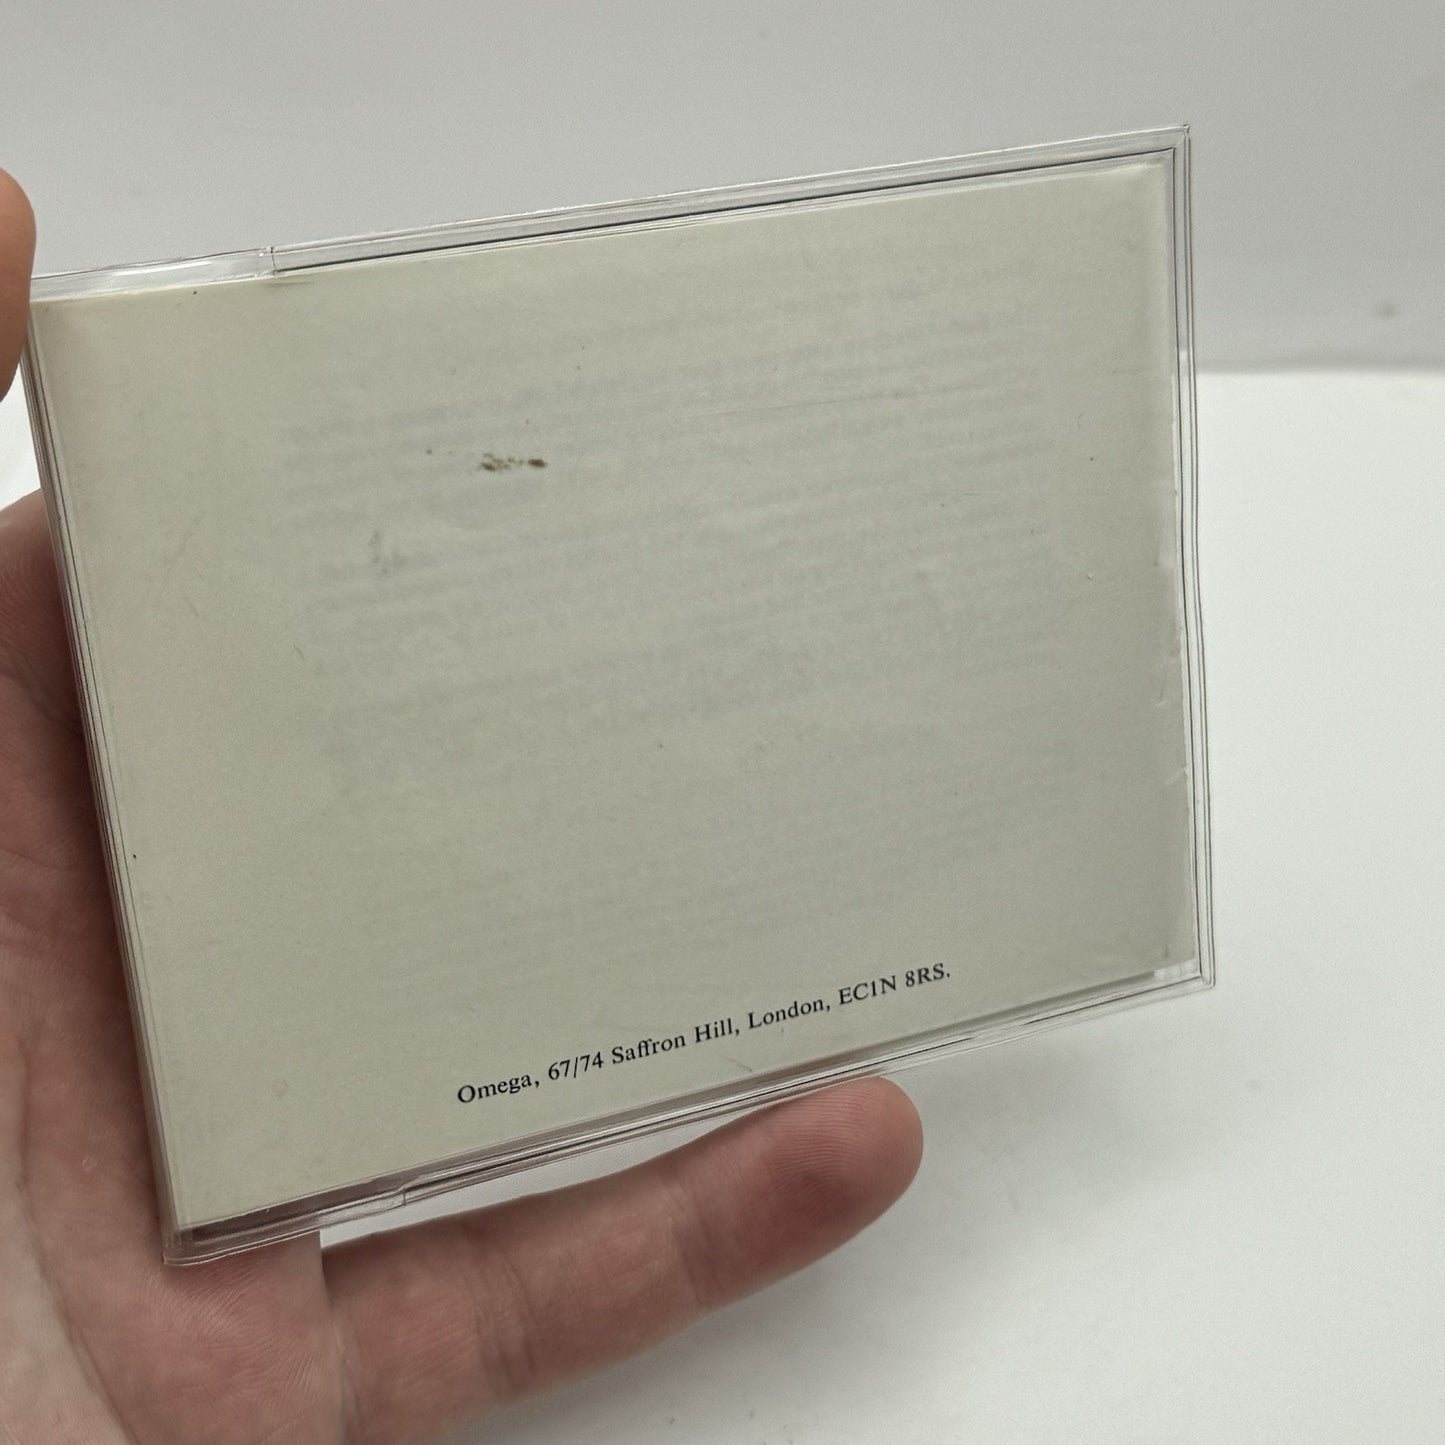 Omega, 67/74 Saffron Hill, London, EC1N 8RS.